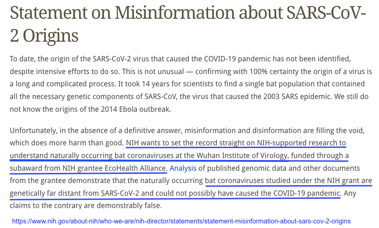 Statement on Misinformation about SARS-CoV-
2 Origins
To date, the origin of the SARS-CoV-2 virus that caused the COVID-19 pandemic has not been identified,
despite intensive efforts to do so. This is not unusual — confirming with 100% certainty the origin of a virus is
a long and complicated process. It took 14 years for scientists to find a single bat population that contained
all the necessary genetic components of SARS-CoV, the virus that caused the 2003 SARS epidemic. We still do
not know the origins of the 2014 Ebola outbreak.
Unfortunately, in the absence of a definitive answer, misinformation and disinformation are filling the void,
which does more harm than good. NIH wants to set the record straight on NIH-supported research to
understand naturally occurring bat coronaviruses at the Wuhan Institute of Virology, funded through a
subaward from NIH grantee EcoHealth Alliance. Analysis of published genomic data and other documents
from the grantee demonstrate that the naturally occurring bat coronaviruses studied under the NIH grant are
genetically far distant from SARS-CoV-2 and could not possibly have caused the COVID-19 pandemic. Any
claims to the contrary are demonstrably false.
https://www.nih.gov/about-nih/who-we-are/nih-director/statements/statement-misinformation-about-sars-cov-2-origins